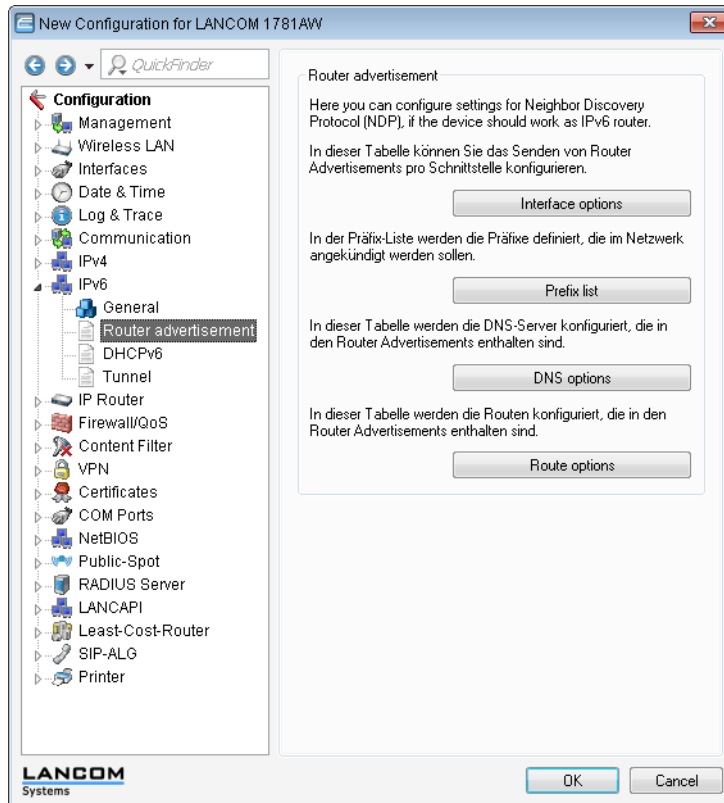 New Configuration for LANCOM 1781AW
QuickFinder
Configuration
Management
Wireless LAN
Interfaces
Date & Time
Log & Trace
Communication
IPv4
IPv6
General
Router advertisement
DHCPv6
Tunnel
IP Router
Firewall/QoS
Content Filter
VPN
Certificates
COM Ports
NetBIOS
Public-Spot
RADIUS Server
LANCAPI
Least-Cost-Router
SIP-ALG
Printer
Router advertisement
Here you can configure settings for Neighbor Discovery
Protocol (NDP), if the device should work as IPv6 router.
In dieser Tabelle können Sie das Senden von Router
Advertisements pro Schnittstelle konfigurieren.
Interface options
In der Präfix-Liste werden die Präfixe definiert, die im Netzwerk
angekündigt werden sollen.
Prefix list
In dieser Tabelle werden die DNS-Server konfiguriert, die in
den Router Advertisements enthalten sind.
DNS options
In dieser Tabelle werden die Routen konfiguriert, die in den
Router Advertisements enthalten sind.
Route options
LANCOM
Systems
OK
Cancel